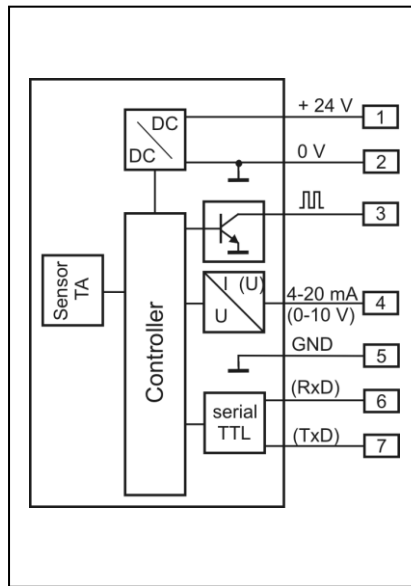 DC
DC
+ 24 V
1
0 V
2
3
Sensor
TA
Controller
I (U)
U
4-20 mA
(0-10 V)
4
GND
5
serial
TTL
(RxD)
6
(TxD)
7